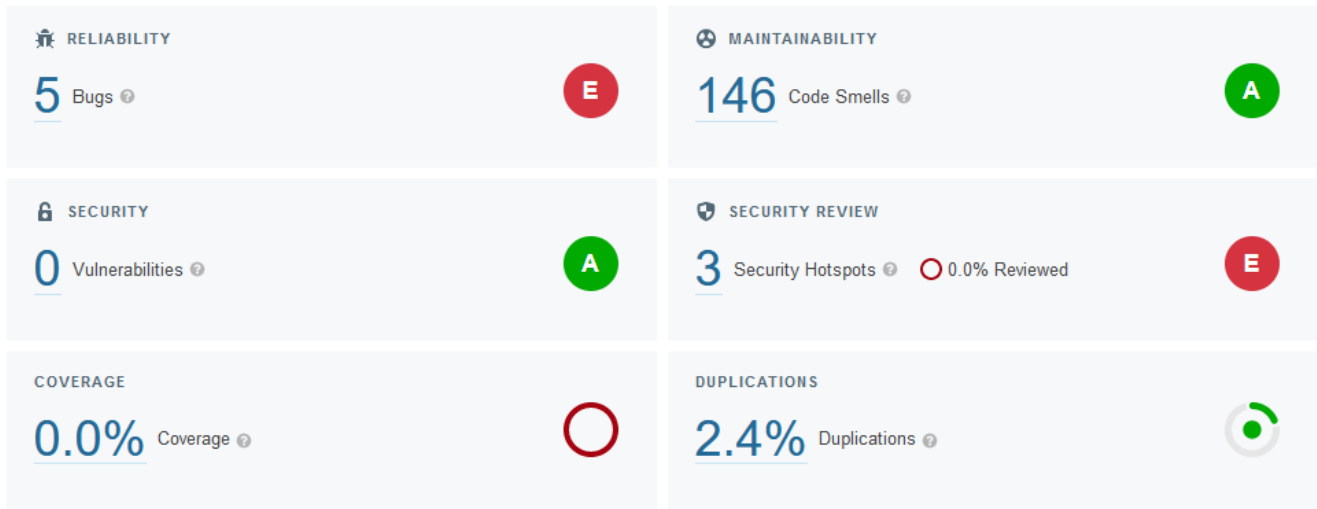 RELIABILITY
5 Bugs ?
E
MAINTAINABILITY
146 Code Smells ?
A
SECURITY
0 Vulnerabilities ?
A
SECURITY REVIEW
3 Security Hotspots ? 0.0% Reviewed
E
COVERAGE
0.0% Coverage ?
DUPLICATIONS
2.4% Duplications ?